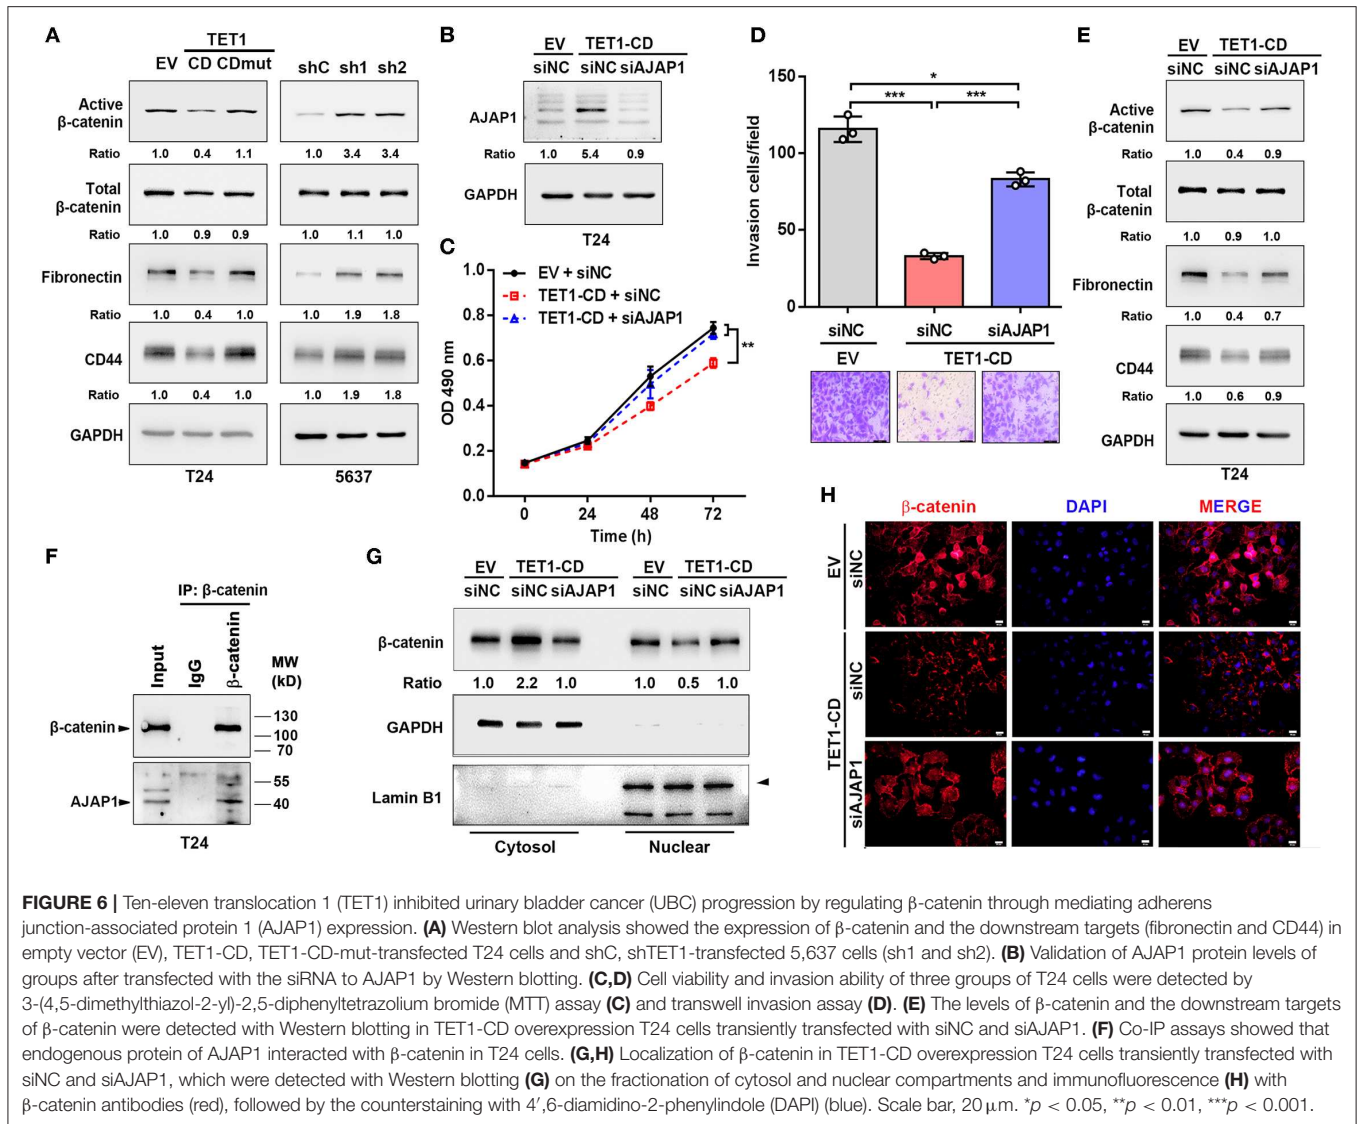 A
TET1
EV CD CDmut
shC sh1 sh2
Active
β-catenin
Ratio 1.0 0.4 1.1 1.0 3.4 3.4
Total
β-catenin
Ratio 1.0 0.9 0.9 1.0 1.1 1.0
Fibronectin
Ratio 1.0 0.4 1.0 1.0 1.9 1.8
CD44
Ratio 1.0 0.4 1.0 1.0 1.9 1.8
GAPDH
T24 5637
B
EV TET1-CD
siNC siNC siAJAP1
AJAP1
Ratio 1.0 5.4 0.9
GAPDH
T24
C
OD 490 nm
1.0
0.8
0.6
0.4
0.2
0.0
EV + siNC
TET1-CD + siNC
TET1-CD + siAJAP1
**
0 24 48 72
Time (h)
D
Invasion cells/field
150
100
50
0
*
*** ***
siNC siNC siAJAP1
EV TET1-CD
E
EV TET1-CD
siNC siNC siAJAP1
Active
β-catenin
Ratio 1.0 0.4 0.9
Total
β-catenin
Ratio 1.0 0.9 1.0
Fibronectin
Ratio 1.0 0.4 0.7
CD44
Ratio 1.0 0.6 0.9
GAPDH
T24
F
IP: β-catenin
Input IgG β-catenin
MW
(kD)
β-catenin
130
100
70
AJAP1
55
40
T24
G
EV TET1-CD EV TET1-CD
siNC siNC siAJAP1 siNC siNC siAJAP1
β-catenin
Ratio 1.0 2.2 1.0 1.0 0.5 1.0
GAPDH
Lamin B1
Cytosol Nuclear
H
β-catenin DAPI MERGE
EV
siNC
TET1-CD
siNC
siAJAP1
FIGURE 6 | Ten-eleven translocation 1 (TET1) inhibited urinary bladder cancer (UBC) progression by regulating β-catenin through mediating adherens
junction-associated protein 1 (AJAP1) expression. (A) Western blot analysis showed the expression of β-catenin and the downstream targets (fibronectin and CD44) in
empty vector (EV), TET1-CD, TET1-CD-mut-transfected T24 cells and shC, shTET1-transfected 5,637 cells (sh1 and sh2). (B) Validation of AJAP1 protein levels of
groups after transfected with the siRNA to AJAP1 by Western blotting. (C,D) Cell viability and invasion ability of three groups of T24 cells were detected by
3-(4,5-dimethylthiazol-2-yl)-2,5-diphenyltetrazolium bromide (MTT) assay (C) and transwell invasion assay (D). (E) The levels of β-catenin and the downstream targets
of β-catenin were detected with Western blotting in TET1-CD overexpression T24 cells transiently transfected with siNC and siAJAP1. (F) Co-IP assays showed that
endogenous protein of AJAP1 interacted with β-catenin in T24 cells. (G,H) Localization of β-catenin in TET1-CD overexpression T24 cells transiently transfected with
siNC and siAJAP1, which were detected with Western blotting (G) on the fractionation of cytosol and nuclear compartments and immunofluorescence (H) with
β-catenin antibodies (red), followed by the counterstaining with 4′,6-diamidino-2-phenylindole (DAPI) (blue). Scale bar, 20 μm. *p < 0.05, **p < 0.01, ***p < 0.001.